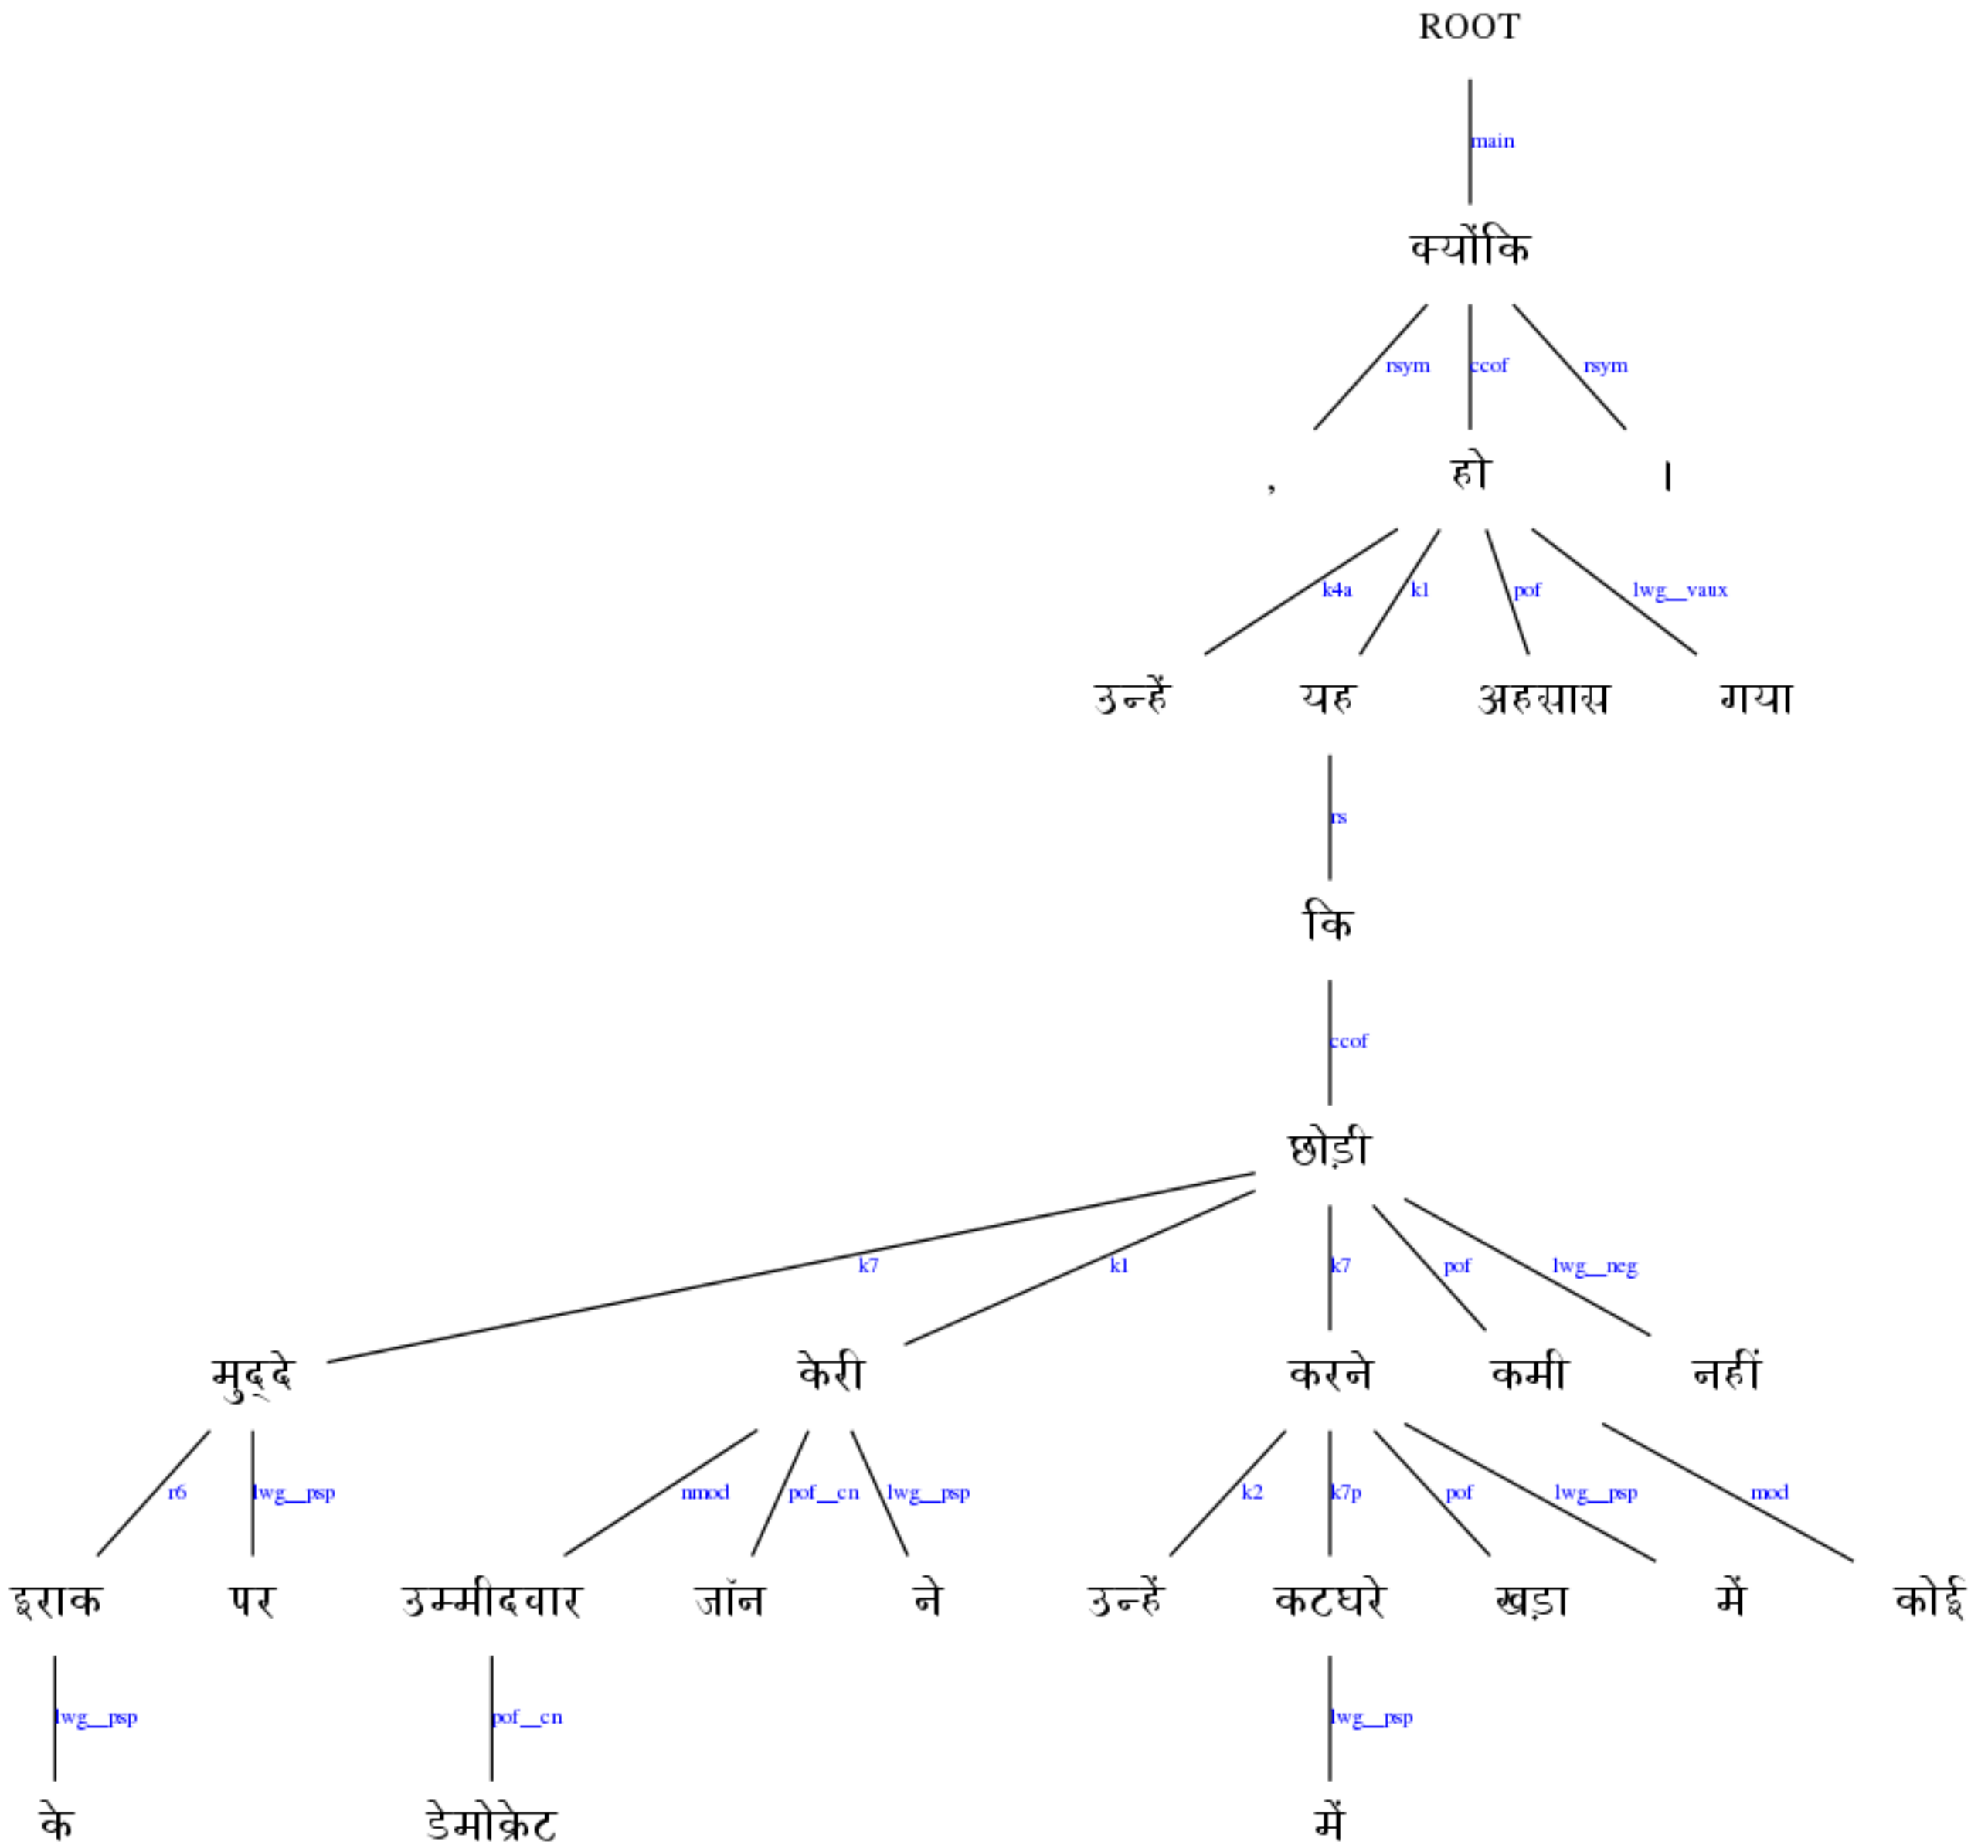 ROOT
main
क्योंकि
rsym ccof rsym
, हो ।
k4a k1 pof lwg__vaux
उन्हें यह अहसास गया
rs
कि
ccof
छोड़ी
k7 k1 k7 pof lwg__neg
मुद्दे केरी करने कमी नहीं
r6 lwg__psp nmod pof__cn lwg__psp k2 k7p pof lwg__psp mod
इराक पर उम्मीदवार जॉन ने उन्हें कटघरे खड़ा में कोई
lwg__psp pof__cn lwg__psp
के डेमोक्रेट में